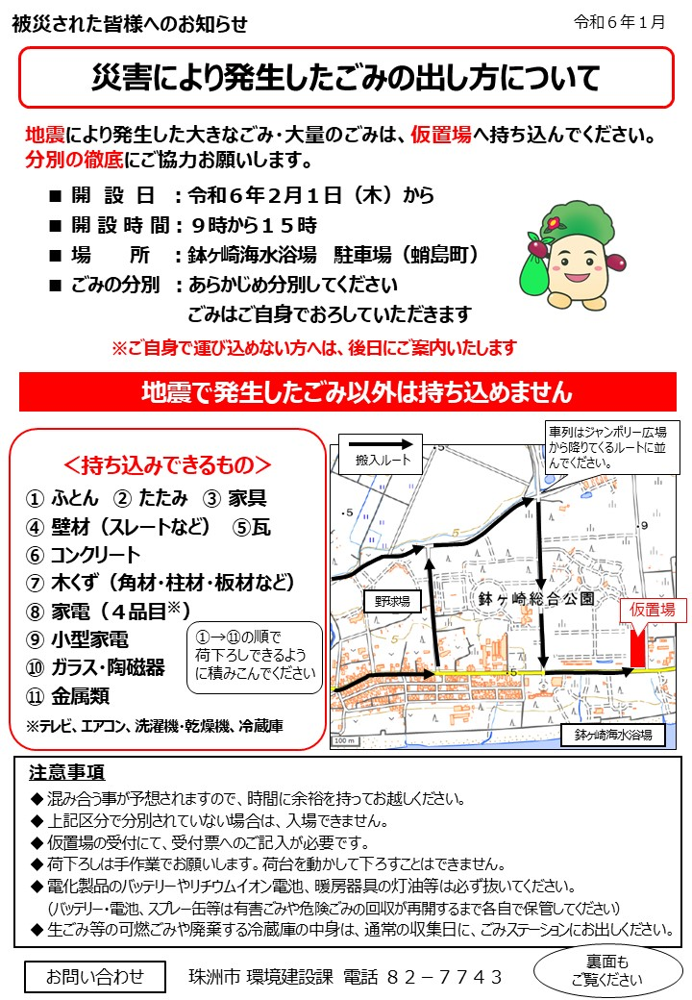 被災された皆様へのお知らせ
令和６年１月
災害により発生したごみの出し方について
地震により発生した大きなごみ・大量のごみは、仮置場へ持ち込んでください。
分別の徹底にご協力お願いします。
■ 開 設 日 ：令和６年２月１日（木）から
■ 開 設 時 間：９時から１５時
■ 場 所 ：鉢ヶ崎海水浴場 駐車場（蛸島町）
■ ごみの分別 ：あらかじめ分別してください
ごみはご自身でおろしていただきます
※ご自身で運び込めない方へは、後日にご案内いたします
地震で発生したごみ以外は持ち込めません
＜持ち込みできるもの＞
① ふとん ② たたみ ③ 家具
④ 壁材（スレートなど） ⑤瓦
⑥ コンクリート
⑦ 木くず（角材・柱材・板材など）
⑧ 家電（４品目※）
⑨ 小型家電
⑩ ガラス・陶磁器
⑪ 金属類
①→⑪の順で
荷下ろしできるよう
に積みこんでください
※テレビ、エアコン、洗濯機・乾燥機、冷蔵庫
搬入ルート
車列はジャンボリー広場
から降りてくるルートに並
んでください。
・5
・5
5
・9
野球場
鉢ヶ崎総合公園
仮置場
・5
鉢ヶ崎海水浴場
100 m
注意事項
◆ 混み合う事が予想されますので、時間に余裕を持ってお越しください。
◆ 上記区分で分別されていない場合は、入場できません。
◆ 仮置場の受付にて、受付票へのご記入が必要です。
◆ 荷下ろしは手作業でお願いします。荷台を動かして下ろすことはできません。
◆ 電化製品のバッテリーやリチウムイオン電池、暖房器具の灯油等は必ず抜いてください。
（バッテリー・電池、スプレー缶等は有害ごみや危険ごみの回収が再開するまで各自で保管してください）
◆ 生ごみ等の可燃ごみや廃棄する冷蔵庫の中身は、通常の収集日に、ごみステーションにお出しください。
お問い合わせ
珠洲市 環境建設課 電話 ８２－７７４３
裏面も
ご覧ください